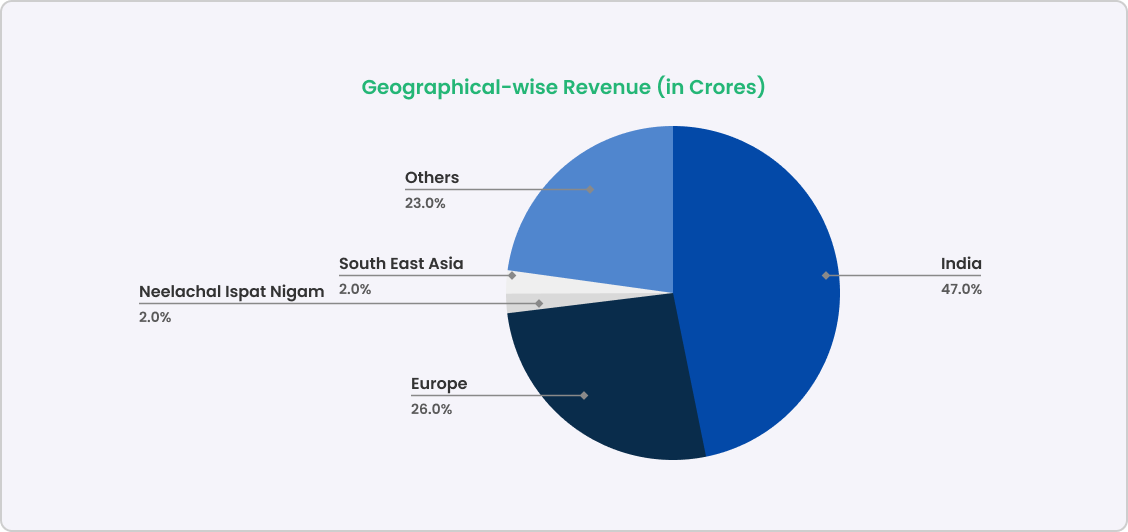 Geographical-wise Revenue (in Crores)
Others
23.0%
South East Asia
2.0%
Neelachal Ispat Nigam
2.0%
India
47.0%
Europe
26.0%